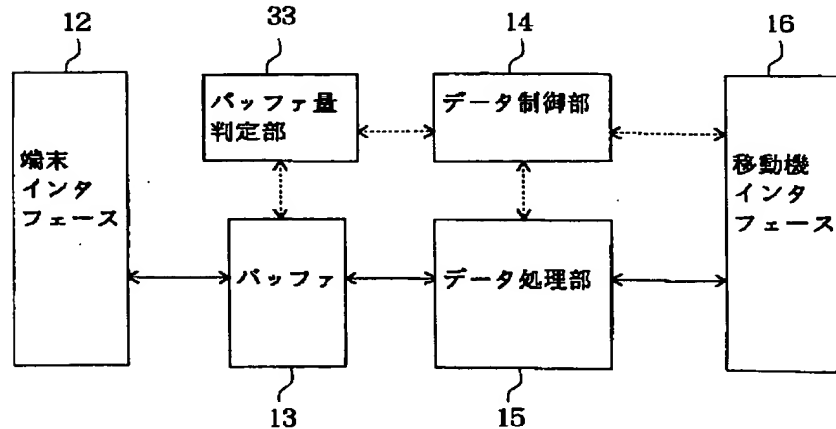 12
33
14
16
端末
インタ
フェース
バッファ量
判定部
データ制御部
移動機
インタ
フェース
バッファ
データ処理部
13
15